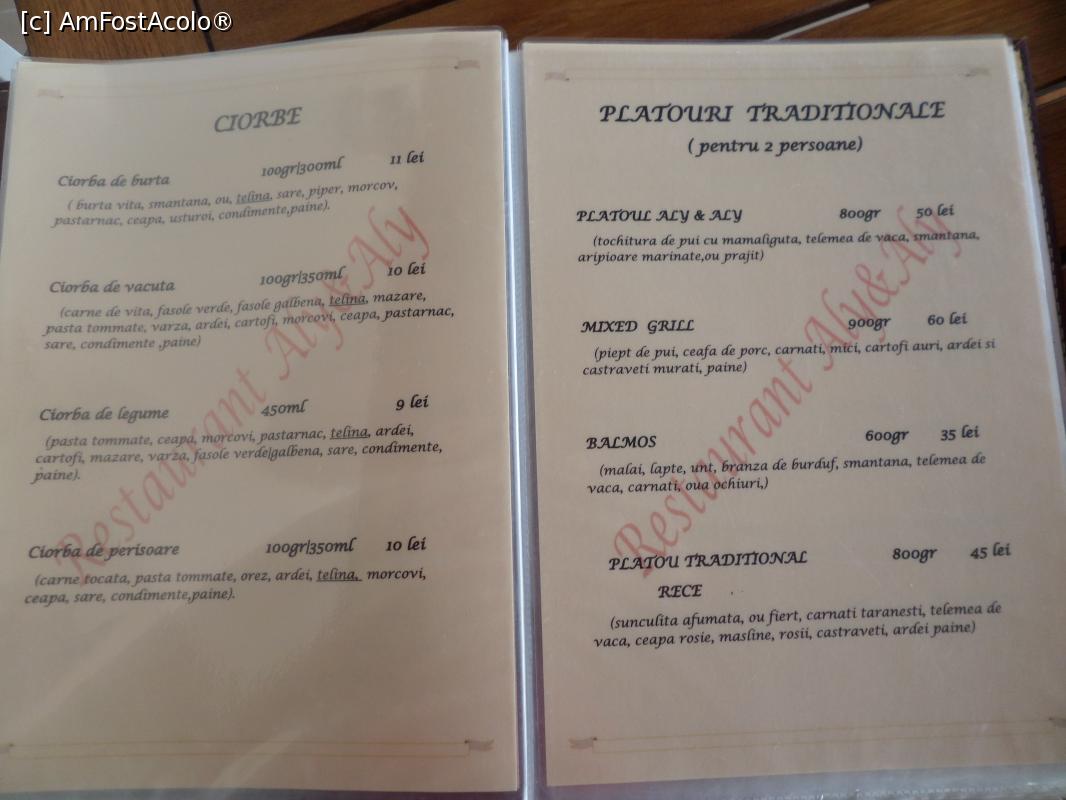 [c] AmFostAcolo®
CIORBE
Ciorba de burta 100gr|300ml 11 lei
( burta vita, smantana, ou, telina, sare, piper, morcov,
pastarnac, ceapa, usturoi, condimente,paine).
Ciorba de vacuta 100gr|350ml 10 lei
(carne de vita, fasole verde, fasole galbena, telina, mazare,
pasta tommate, varza, ardei, cartofi, morcovi, ceapa, pastarnac,
sare, condimente ,paine)
Ciorba de legume 450ml 9 lei
(pasta tommate, ceapa, morcovi, pastarnac, telina, ardei,
cartofi, mazare, varza, fasole verde|galbena, sare, condimente,
paine).
Ciorba de perisoare 100gr|350ml 10 lei
(carne tocata, pasta tommate, orez, ardei, telina, morcovi,
ceapa, sare, condimente,paine).
Restaurant Aly&Aly
PLATOURI TRADITIONALE
( pentru 2 persoane)
PLATOUL ALY & ALY 800gr 50 lei
(tochitura de pui cu mamaliguta, telemea de vaca, smantana,
aripioare marinate,ou prajit)
MIXED GRILL 900gr 60 lei
(piept de pui, ceafa de porc, carnati, mici, cartofi auri, ardei si
castraveti murati, paine)
BALMOS 600gr 35 lei
(malai, lapte, unt, branza de burduf, smantana, telemea de
vaca, carnati, oua ochiuri,)
PLATOU TRADITIONAL 800gr 45 lei
RECE
(sunculita afumata, ou fiert, carnati taranesti, telemea de
vaca, ceapa rosie, masline, rosii, castraveti, ardei paine)
Restaurant Aly&Aly